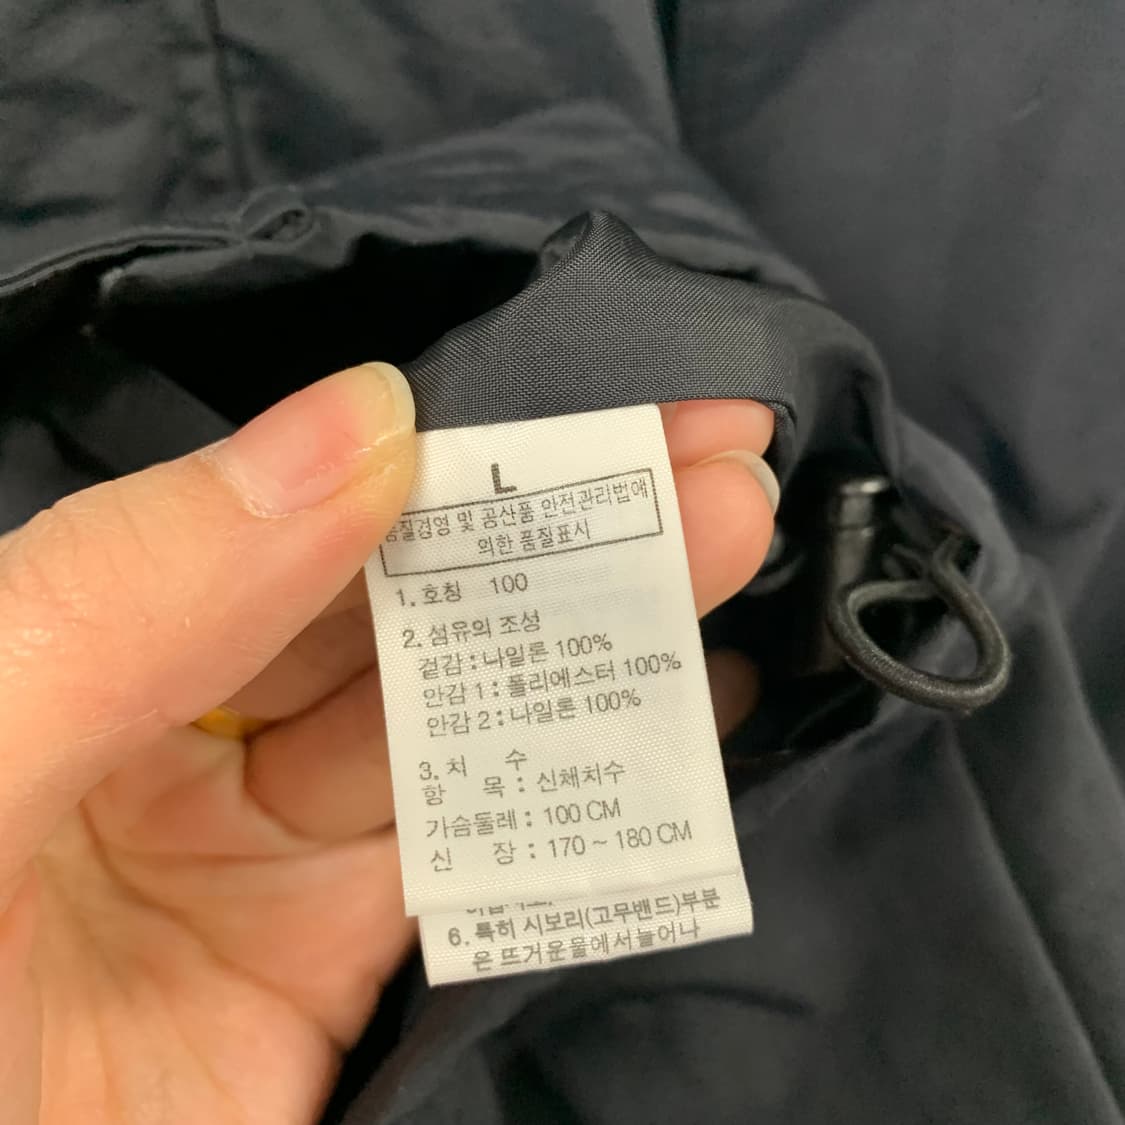 L
품질경영 및 공산품 안전관리법에
의한 품질표시
1. 호칭 100
2. 섬유의 조성
겉감 : 나일론 100%
안감 1 : 폴리에스터 100%
안감 2 : 나일론 100%
3. 치 수
항 목 : 신체치수
가슴둘레 : 100 CM
신 장 : 170 ~ 180 CM
6. 특히 시보리(고무밴드)부분
은 뜨거운물에서늘어나